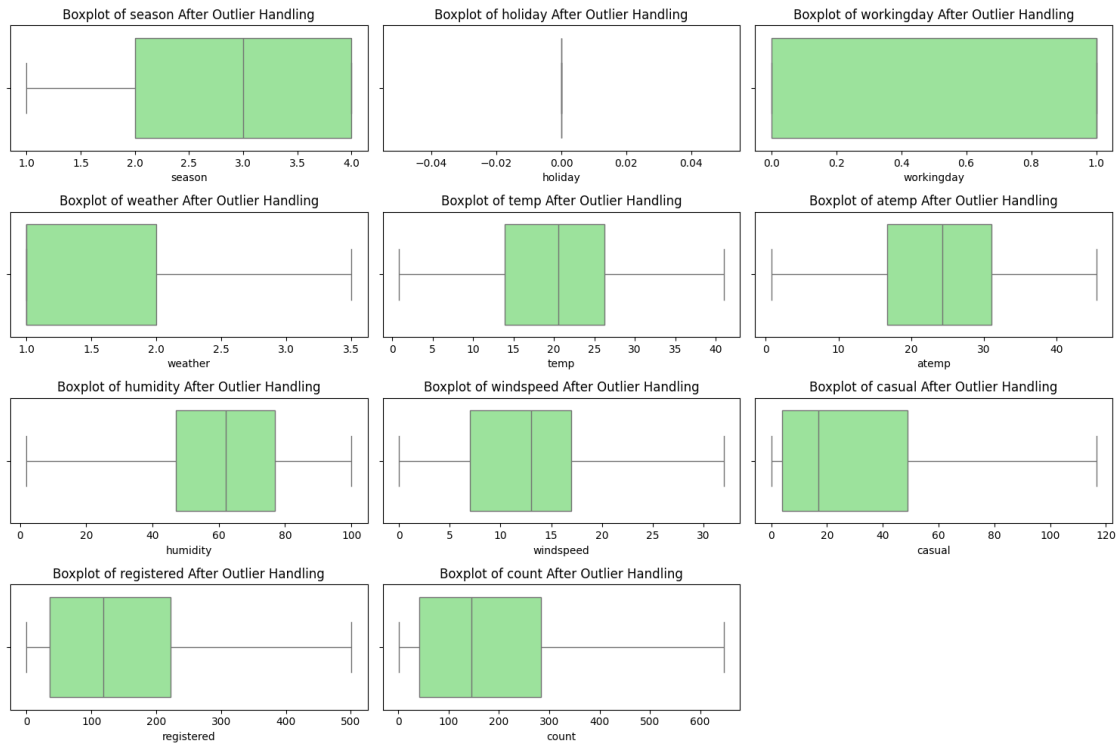 Boxplot of season After Outlier Handling
Boxplot of holiday After Outlier Handling
Boxplot of workingday After Outlier Handling
1.0 1.5 2.0 2.5 3.0 3.5 4.0
season
−0.04 −0.02 0.00 0.02 0.04
holiday
0.0 0.2 0.4 0.6 0.8 1.0
workingday
Boxplot of weather After Outlier Handling
Boxplot of temp After Outlier Handling
Boxplot of atemp After Outlier Handling
1.0 1.5 2.0 2.5 3.0 3.5
weather
0 5 10 15 20 25 30 35 40
temp
0 10 20 30 40
atemp
Boxplot of humidity After Outlier Handling
Boxplot of windspeed After Outlier Handling
Boxplot of casual After Outlier Handling
0 20 40 60 80 100
humidity
0 5 10 15 20 25 30
windspeed
0 20 40 60 80 100 120
casual
Boxplot of registered After Outlier Handling
Boxplot of count After Outlier Handling
0 100 200 300 400 500
registered
0 100 200 300 400 500 600
count